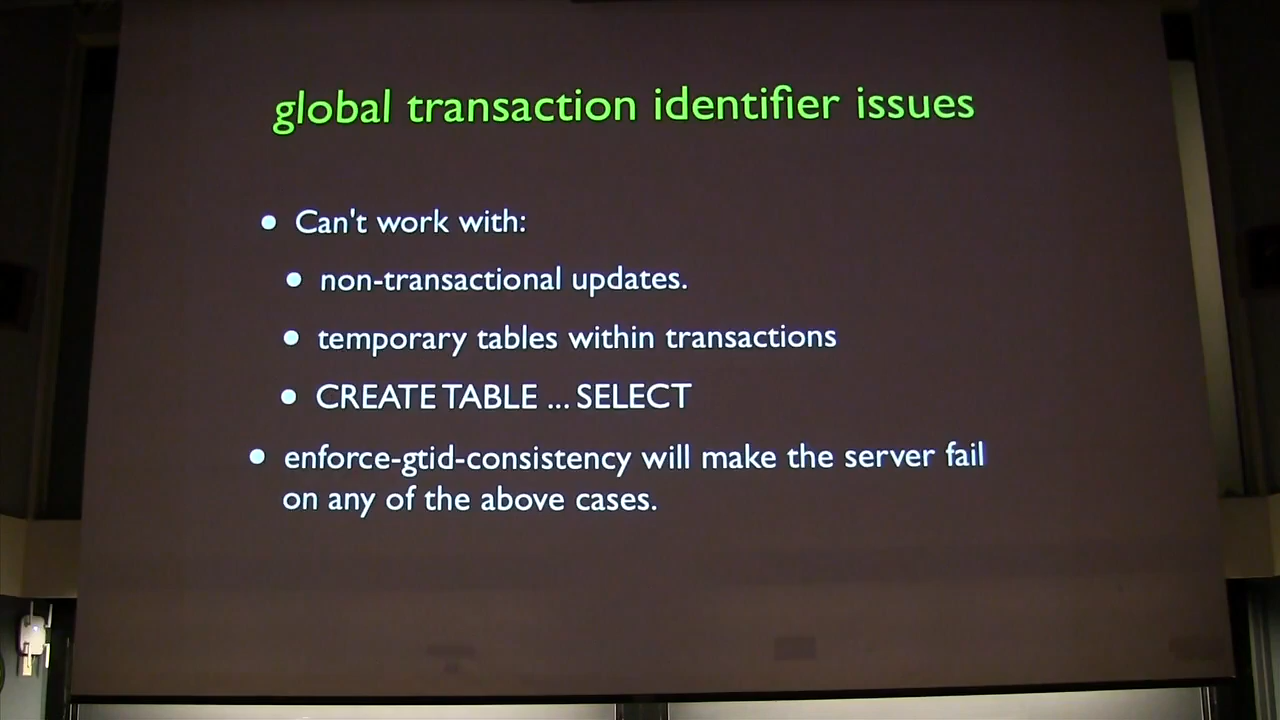 global transaction identifier issues
• Can't work with:
• non-transactional updates.
• temporary tables within transactions
• CREATE TABLE ... SELECT
• enforce-gtid-consistency will make the server fail
on any of the above cases.